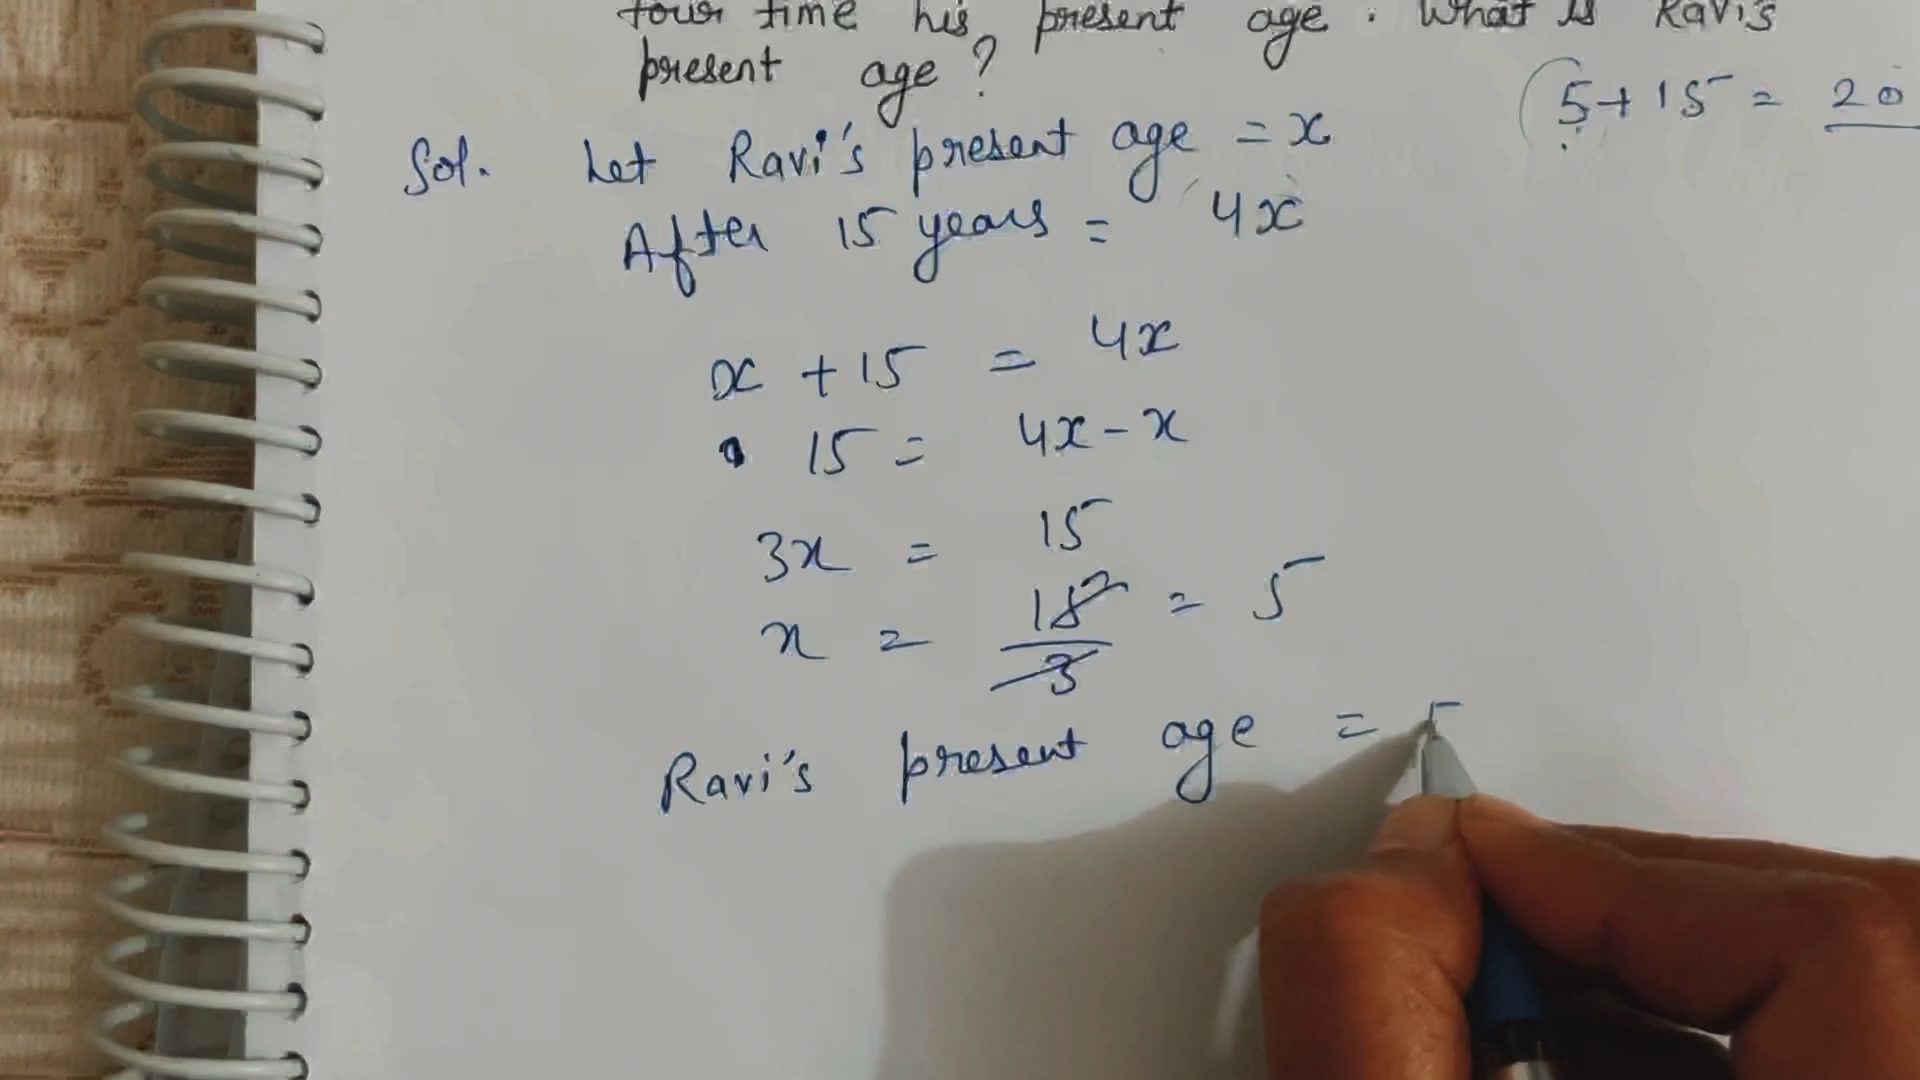 four time his present age. What is Ravi's
present age?
5+15 = 20
Sol. Let Ravi's present age = x
After 15 years = 4x
x + 15 = 4x
15 = 4x - x
3x = 15
x = 15/3 = 5
Ravi's present age = 5